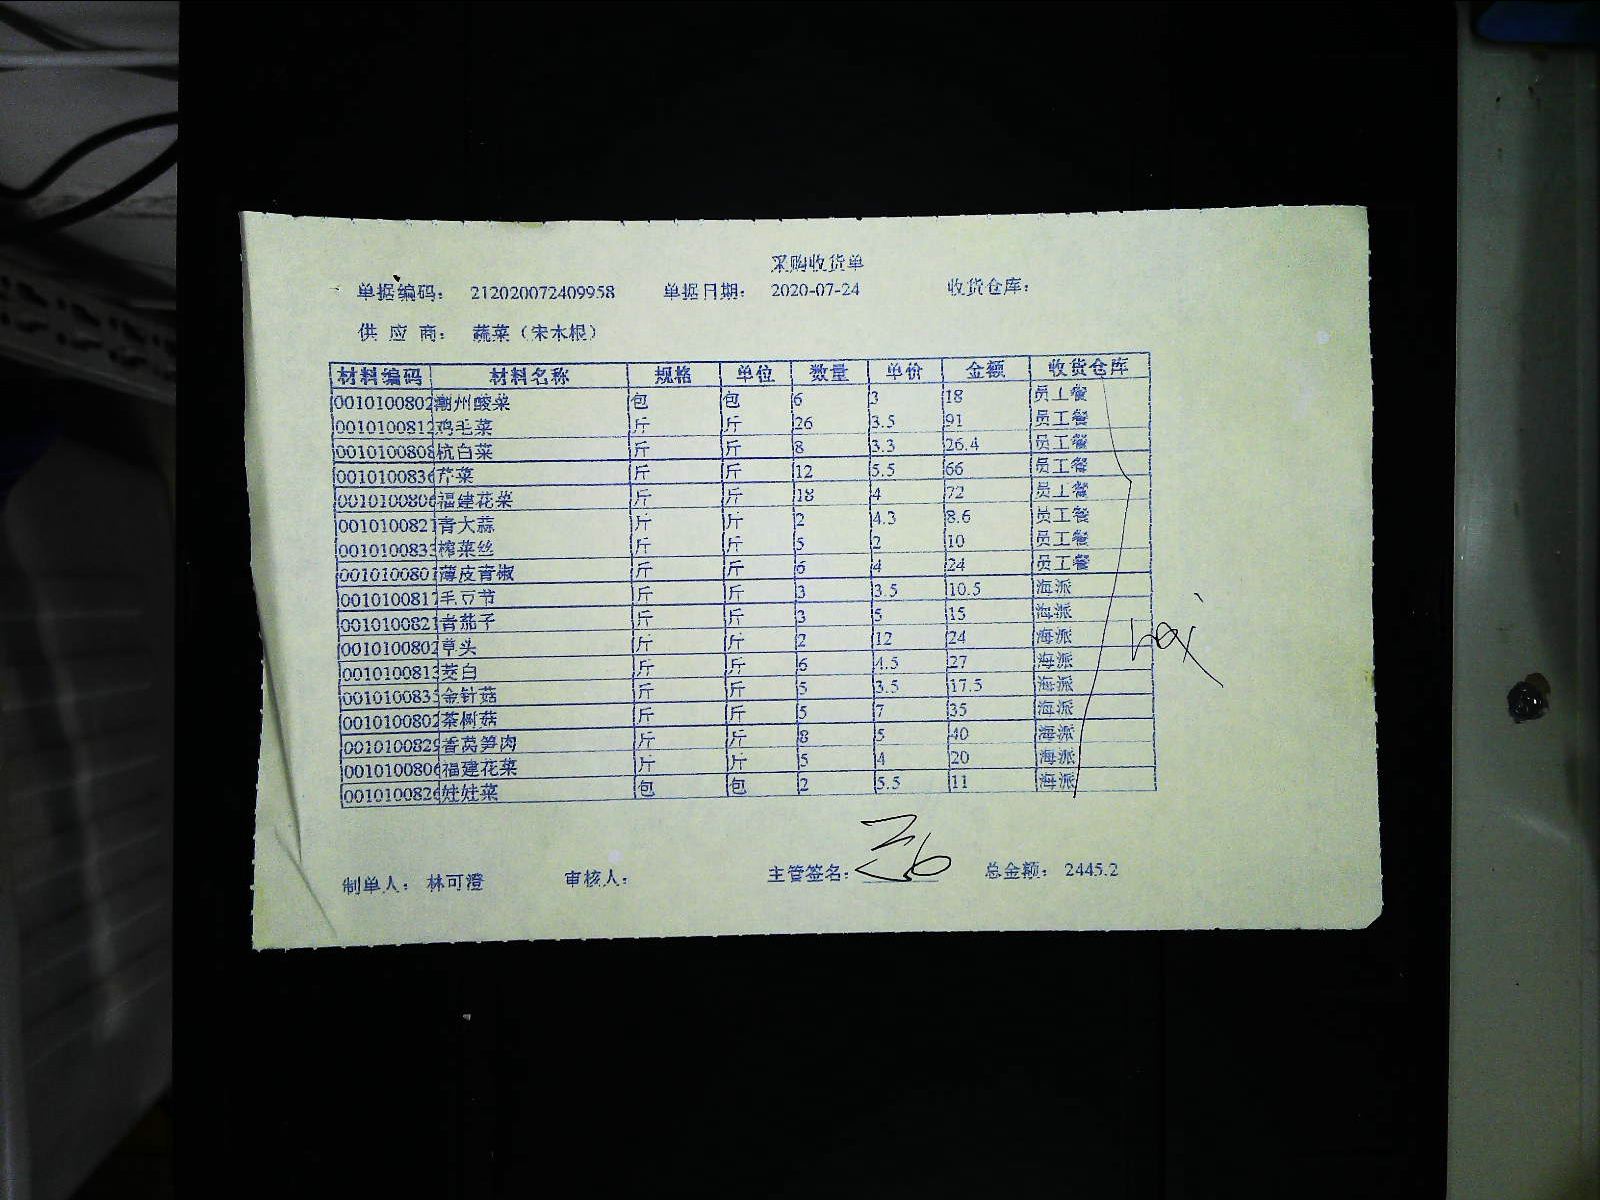 采购收货单
单据编码： 212020072409958 单据日期： 2020-07-24 收货仓库：
供 应 商： 蔬菜（宋木根）
材料编码 材料名称 规格 单位 数量 单价 金额 收货仓库
0010100802 潮州酸菜 包 包 6 3 18 员工餐
0010100812 鸡毛菜 斤 斤 26 3.5 91 员工餐
0010100808 杭白菜 斤 斤 8 3.3 26.4 员工餐
0010100836 芹菜 斤 斤 12 5.5 66 员工餐
0010100806 福建花菜 斤 斤 18 4 72 员工餐
0010100821 青大蒜 斤 斤 2 4.3 8.6 员工餐
0010100833 榨菜丝 斤 斤 5 2 10 员工餐
0010100801 薄皮青椒 斤 斤 6 4 24 员工餐
0010100817 毛豆节 斤 斤 3 3.5 10.5 海派
0010100821 青茄子 斤 斤 3 5 15 海派
0010100802 草头 斤 斤 2 12 24 海派
0010100813 茭白 斤 斤 6 4.5 27 海派
0010100835 金针菇 斤 斤 5 3.5 17.5 海派
0010100802 茶树菇 斤 斤 5 7 35 海派
0010100829 香莴笋肉 斤 斤 8 5 40 海派
0010100806 福建花菜 斤 斤 5 4 20 海派
0010100826 娃娃菜 包 包 2 5.5 11 海派
制单人： 林可澄 审核人： 主管签名： 总金额： 2445.2